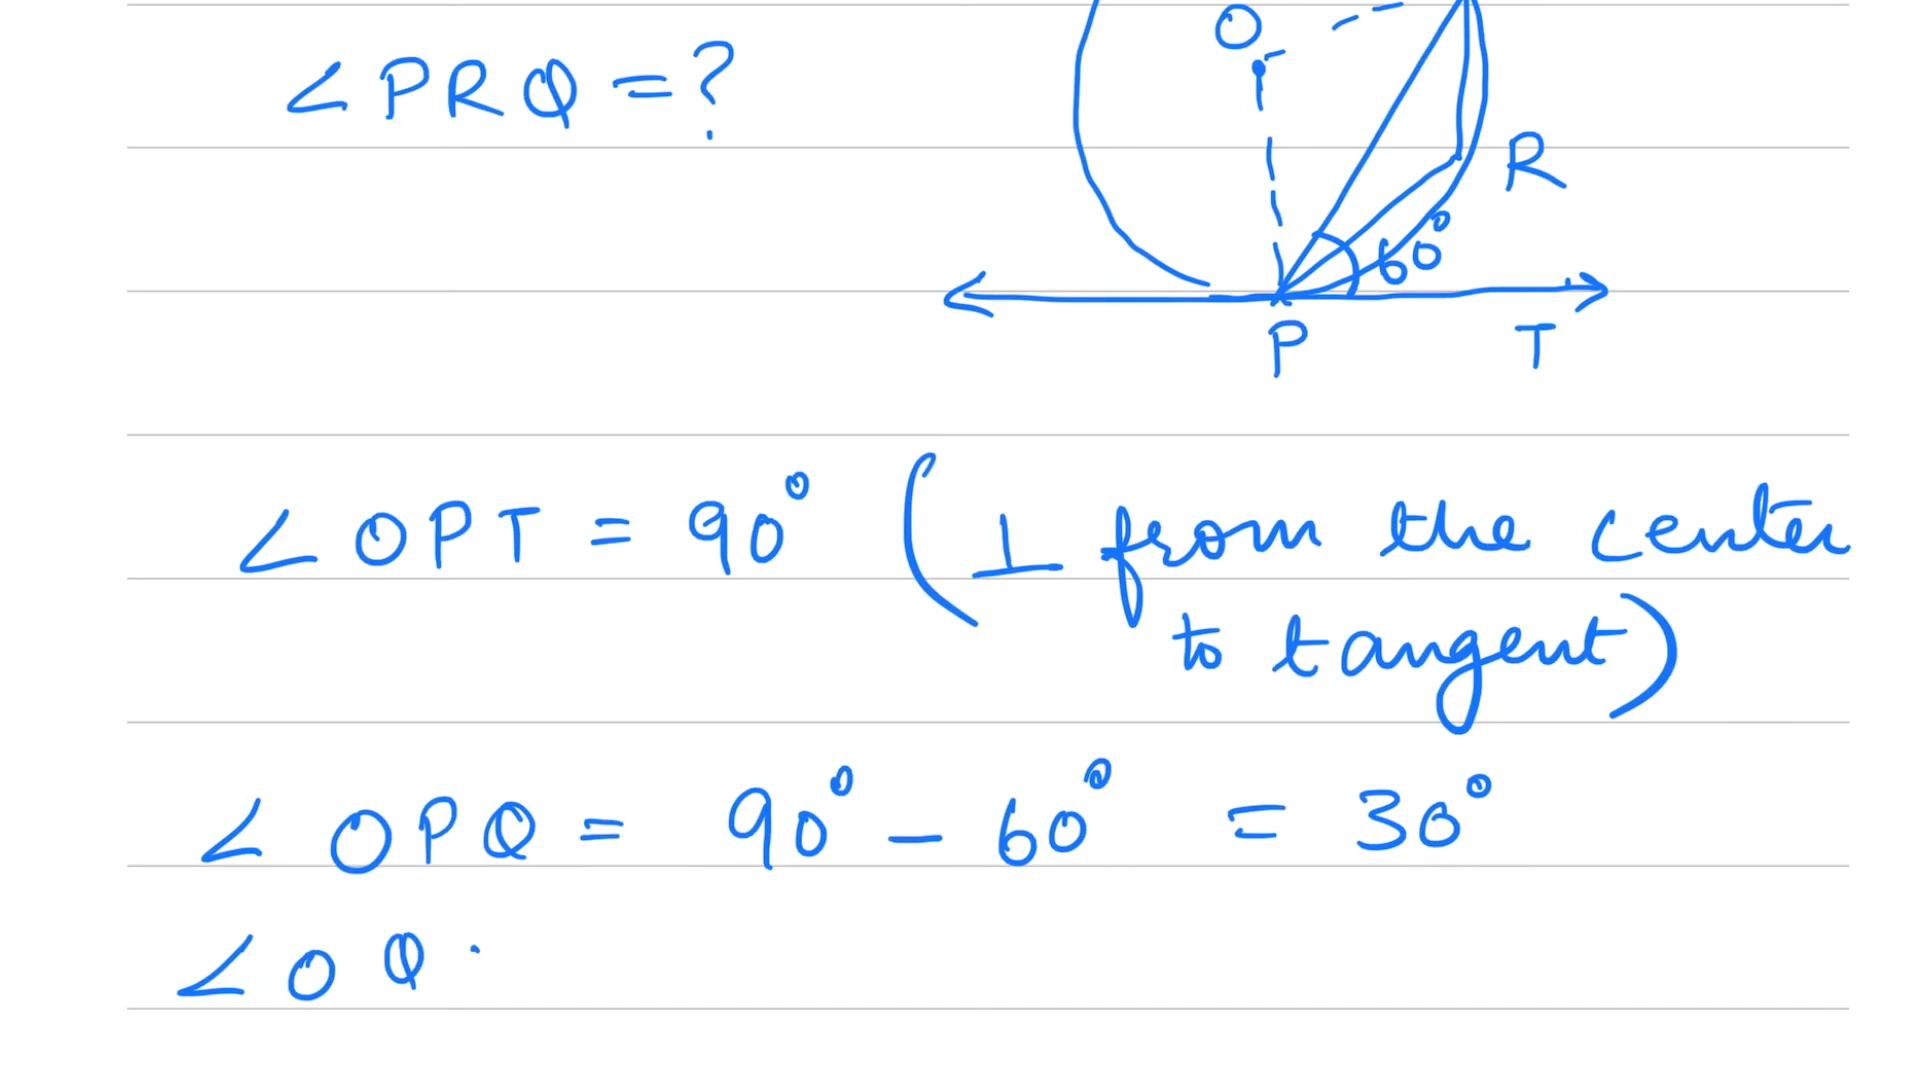 O
∠PRQ = ?
R
60°
P
T
∠OPT = 90° (⊥ from the center
to tangent)
∠OPQ = 90° - 60° = 30°
∠OQ